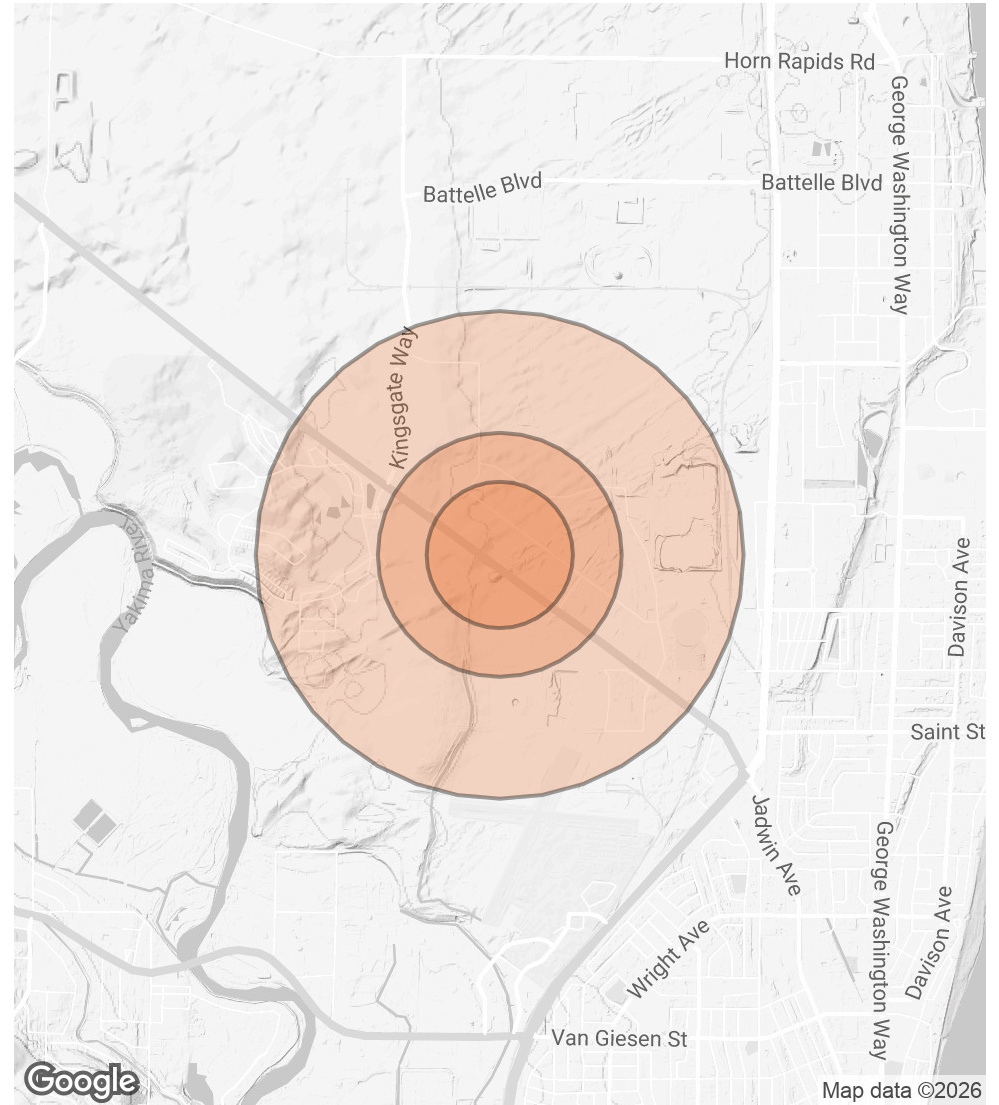 Horn Rapids Rd
George Washington Way
Battelle Blvd
Battelle Blvd
Kingsgate Way
Yakima River
Davison Ave
Saint St
Jadwin Ave
George Washington Way
Davison Ave
Wright Ave
Van Giesen St
Google
Map data ©2026